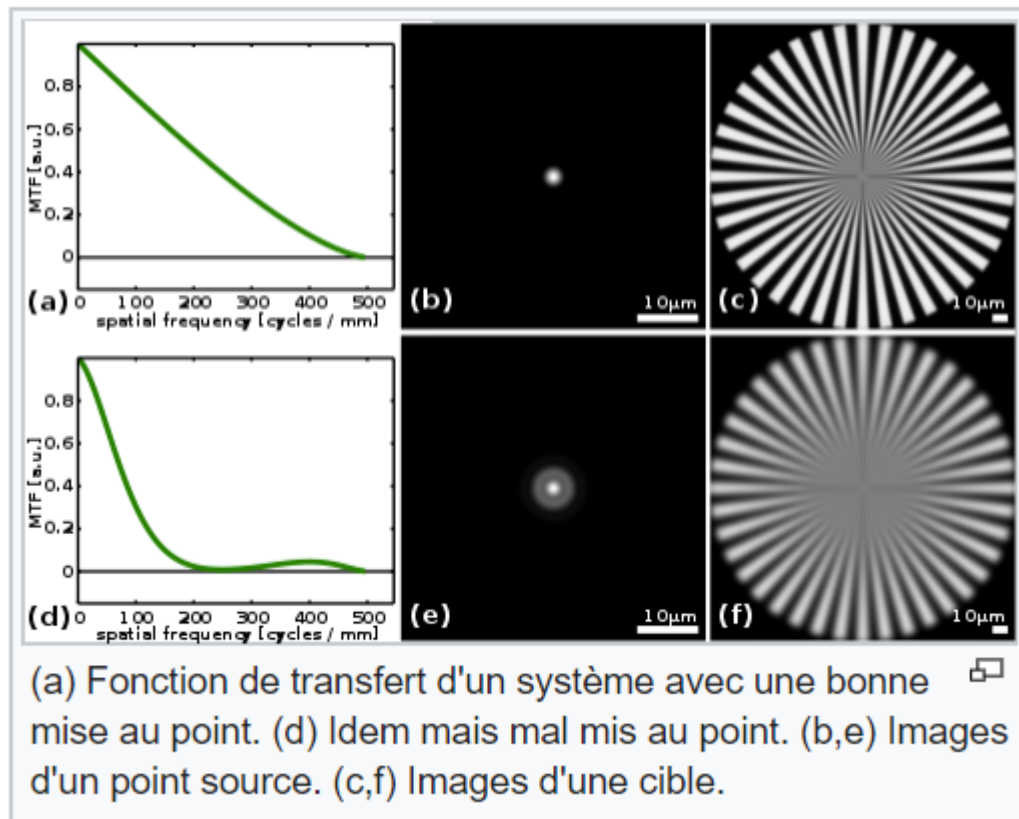 0.8
0.6
0.4
0.2
0
MTF [a.u.]
0 100 200 300 400 500
spatial frequency [cycles / mm]
(a)
(b)
10μm
(c)
10μm
0.8
0.6
0.4
0.2
0
MTF [a.u.]
0 100 200 300 400 500
spatial frequency [cycles / mm]
(d)
(e)
10μm
(f)
10μm
(a) Fonction de transfert d'un système avec une bonne
mise au point. (d) Idem mais mal mis au point. (b,e) Images
d'un point source. (c,f) Images d'une cible.